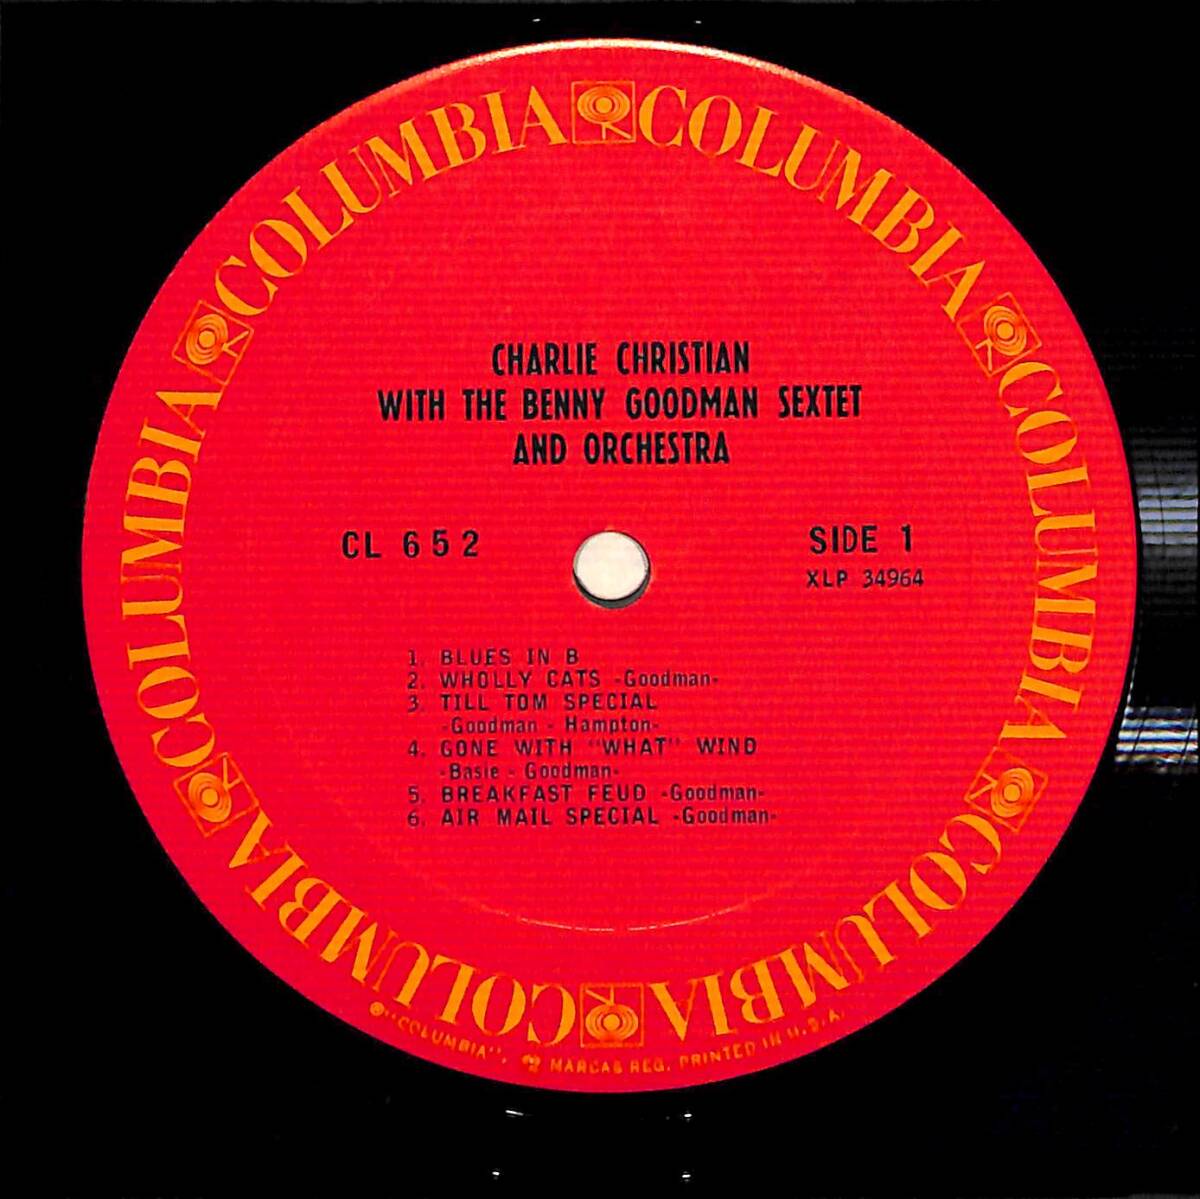 COLUMBIA COLUMBIA COLUMBIA COLUMBIA COLUMBIA COLUMBIA
CHARLIE CHRISTIAN
WITH THE BENNY GOODMAN SEXTET
AND ORCHESTRA
CL 652
SIDE 1
XLP 34964
1. BLUES IN B
2. WHOLLY CATS -Goodman-
3. TILL TOM SPECIAL
-Goodman - Hampton-
4. GONE WITH "WHAT" WIND
-Basie - Goodman-
5. BREAKFAST FEUD -Goodman-
6. AIR MAIL SPECIAL -Goodman-
®"COLUMBIA", MARCAS REG. PRINTED IN U.S.A.